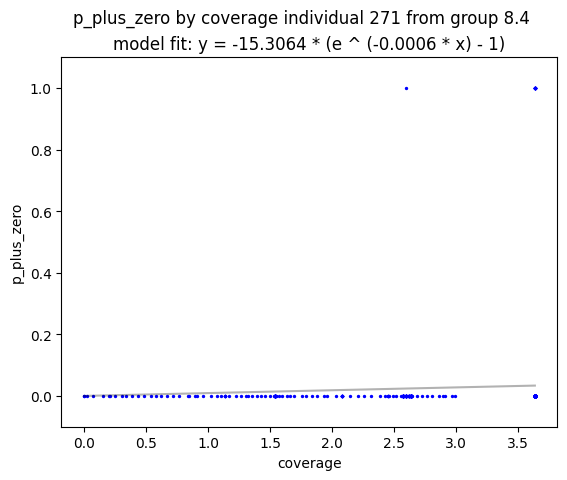 p_plus_zero by coverage individual 271 from group 8.4
model fit: y = -15.3064 * (e ^ (-0.0006 * x) - 1)
1.0
0.8
0.6
0.4
0.2
0.0
p_plus_zero
0.0 0.5 1.0 1.5 2.0 2.5 3.0 3.5
coverage